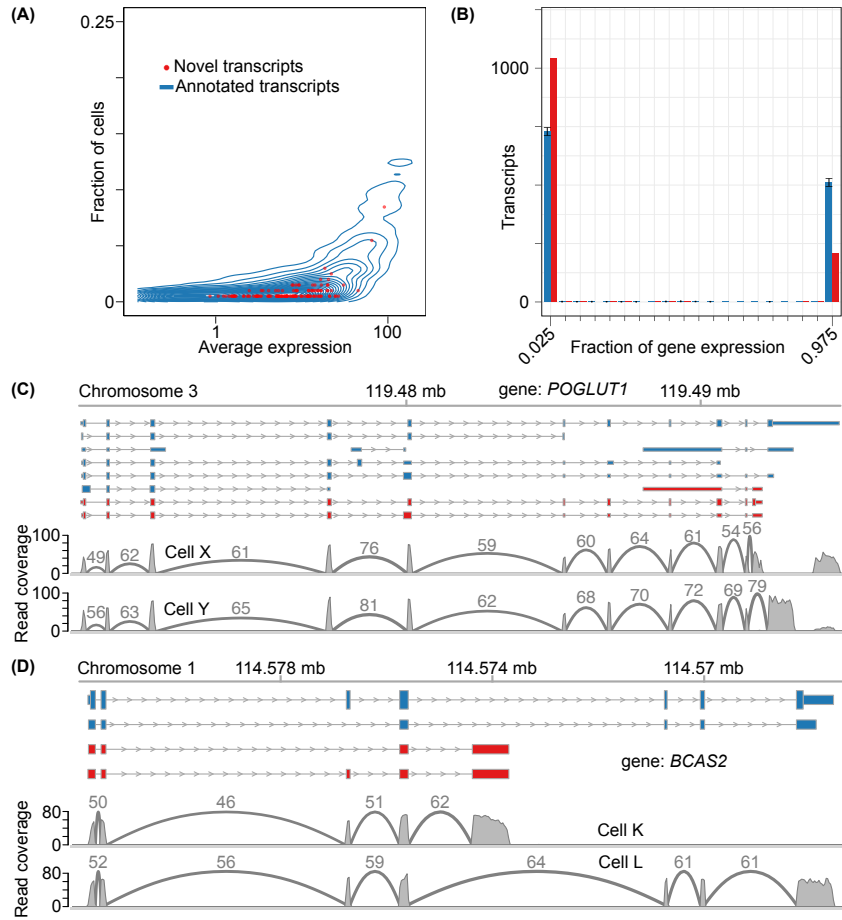 (A)
0.25
Novel transcripts
Annotated transcripts
Fraction of cells
0
1
100
Average expression
(B)
1000
Transcripts
0
0.025
0.975
Fraction of gene expression
(C)
Chromosome 3
119.48 mb
gene: POGLUT1
119.49 mb
Read coverage
100
0
Cell X
49 62 61 76 59 60 64 61 54 56
Read coverage
100
0
Cell Y
56 63 65 81 62 68 70 72 69 79
(D)
Chromosome 1
114.578 mb
114.574 mb
114.57 mb
gene: BCAS2
Read coverage
80
0
50 46 51 62
Cell K
Read coverage
80
0
Cell L
52 56 59 64 61 61